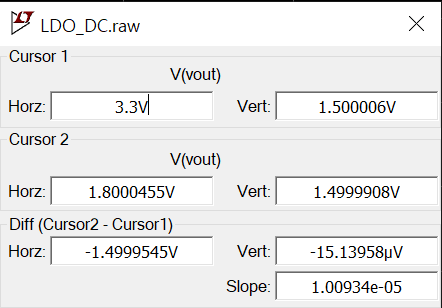 LDO_DC.raw
Cursor 1
V(vout)
Horz: 3.3V Vert: 1.500006V
Cursor 2
V(vout)
Horz: 1.8000455V Vert: 1.4999908V
Diff (Cursor2 - Cursor1)
Horz: -1.4999545V Vert: -15.13958µV
Slope: 1.00934e-05